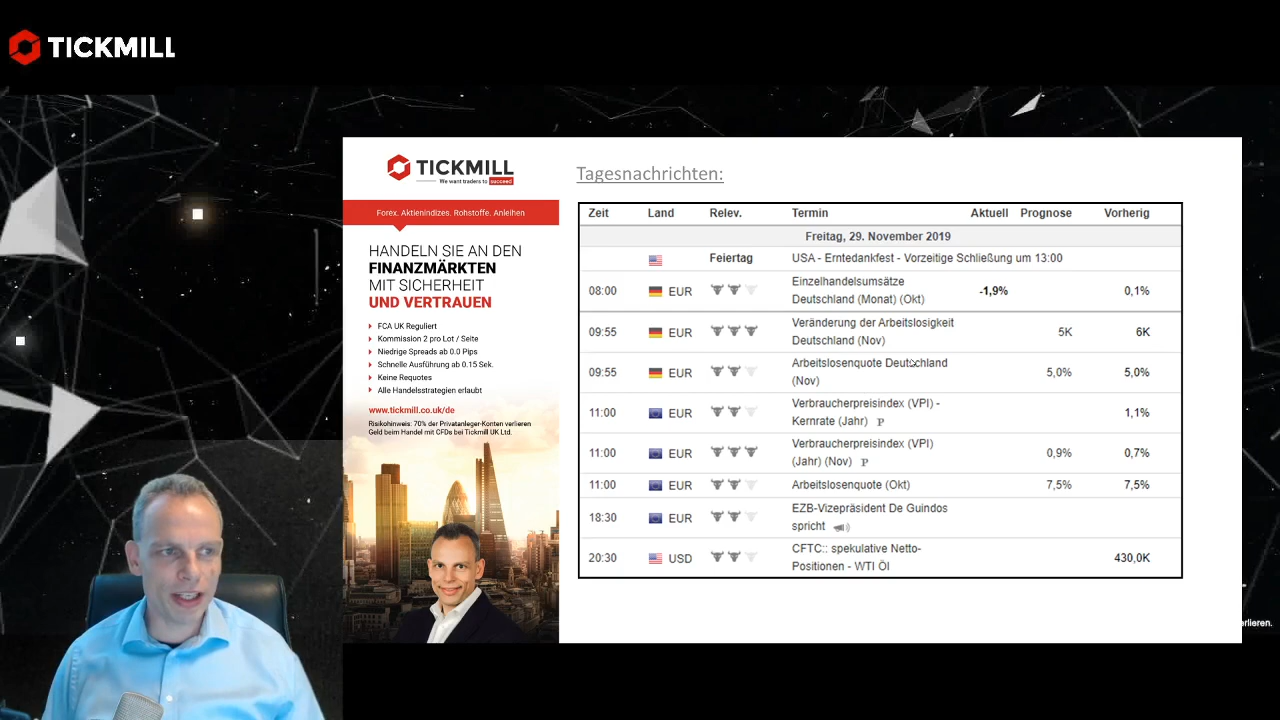 TICKMILL
TICKMILL
We want traders to succeed
Forex. Aktienindizes. Rohstoffe. Anleihen
HANDELN SIE AN DEN
FINANZMÄRKTEN
MIT SICHERHEIT
UND VERTRAUEN
FCA UK Reguliert
Kommission 2 pro Lot / Seite
Niedrige Spreads ab 0.0 Pips
Schnelle Ausführung ab 0.15 Sek.
Keine Requotes
Alle Handelsstrategien erlaubt
www.tickmill.co.uk/de
Risikohinweis: 70% der Privatanleger-Konten verlieren
Geld beim Handel mit CFDs bei Tickmill UK Ltd.
Tagesnachrichten:
Zeit Land Relev. Termin Aktuell Prognose Vorherig
Freitag, 29. November 2019
Feiertag USA - Erntedankfest - Vorzeitige Schließung um 13:00
08:00 EUR Einzelhandelsumsätze -1,9% 0,1%
Deutschland (Monat) (Okt)
09:55 EUR Veränderung der Arbeitslosigkeit 5K 6K
Deutschland (Nov)
09:55 EUR Arbeitslosenquote Deutschland 5,0% 5,0%
(Nov)
11:00 EUR Verbraucherpreisindex (VPI) - 1,1%
Kernrate (Jahr) P
11:00 EUR Verbraucherpreisindex (VPI) 0,9% 0,7%
(Jahr) (Nov) P
11:00 EUR Arbeitslosenquote (Okt) 7,5% 7,5%
18:30 EUR EZB-Vizepräsident De Guindos
spricht
20:30 USD CFTC:: spekulative Netto- 430,0K
Positionen - WTI Öl
erlieren.